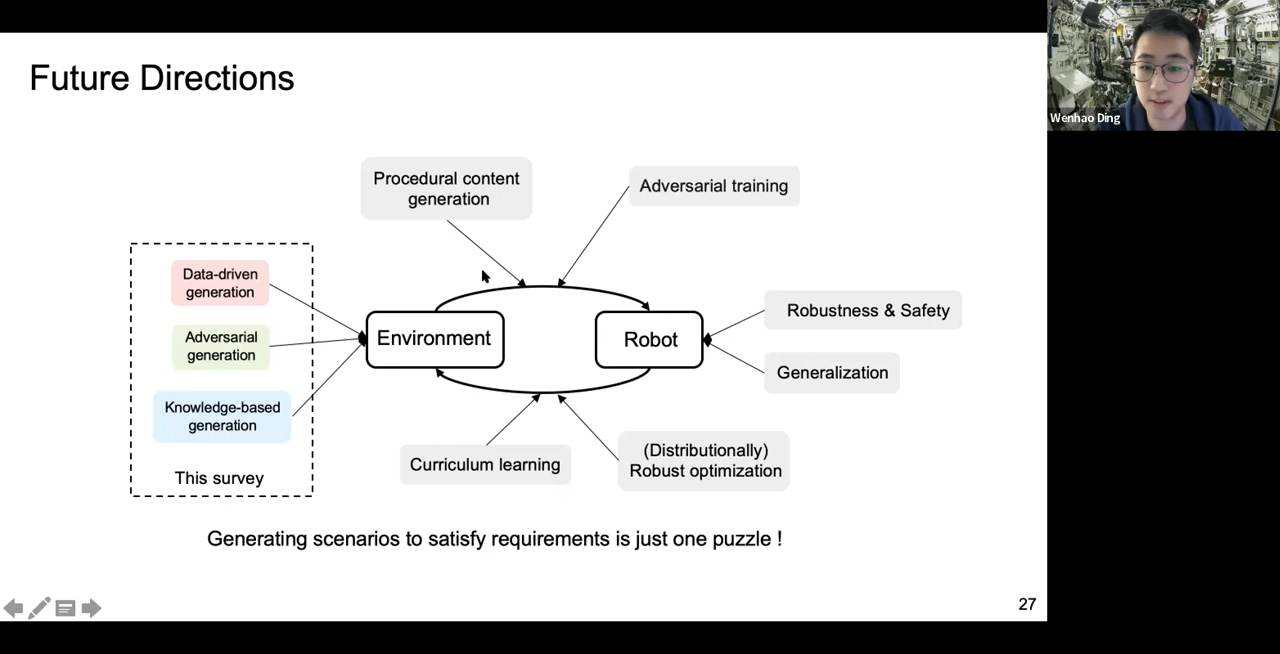 Future Directions
Wenhao Ding
Procedural content
generation
Adversarial training
Data-driven
generation
Adversarial
generation
Knowledge-based
generation
This survey
Environment
Robot
Robustness & Safety
Generalization
Curriculum learning
(Distributionally)
Robust optimization
Generating scenarios to satisfy requirements is just one puzzle !
27